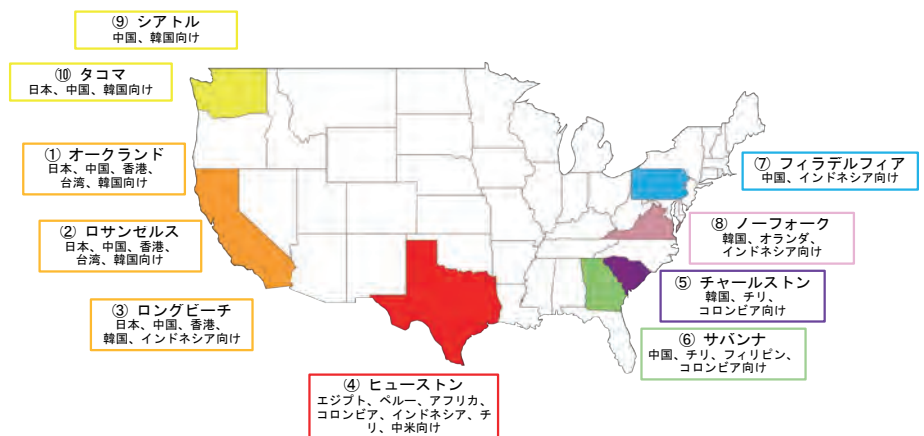 ⑨ シアトル
中国、韓国向け
⑩ タコマ
日本、中国、韓国向け
① オークランド
日本、中国、香港、
台湾、韓国向け
② ロサンゼルス
日本、中国、香港、
台湾、韓国向け
③ ロングビーチ
日本、中国、香港、
韓国、インドネシア向け
④ ヒューストン
エジプト、ペルー、アフリカ、
コロンビア、インドネシア、チ
リ、中米向け
⑦ フィラデルフィア
中国、インドネシア向け
⑧ ノーフォーク
韓国、オランダ、
インドネシア向け
⑤ チャールストン
韓国、チリ、
コロンビア向け
⑥ サバンナ
中国、チリ、フィリピン、
コロンビア向け